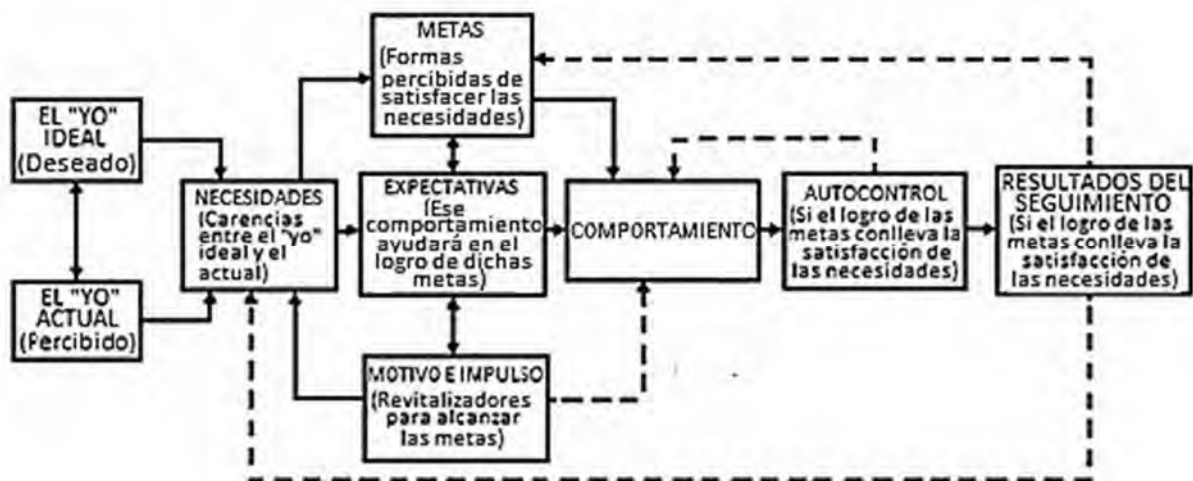 METAS
(Formas
percibidas de
satisfacer las
necesidades)
EL "YO"
IDEAL
(Deseado)
EL "YO"
ACTUAL
(Percibido)
NECESIDADES
(Carencias
entre el "yo"
ideal y el
actual)
EXPECTATIVAS
(Ese
comportamiento
ayudará en el
logro de dichas
metas)
MOTIVO E IMPULSO
(Revitalizadores
para alcanzar
las metas)
COMPORTAMIENTO
AUTOCONTROL
(Si el logro de las
metas conlleva la
satisfacción de
las necesidades)
RESULTADOS DEL
SEGUIMIENTO
(Si el logro de las
metas conlleva la
satisfacción de
las necesidades)